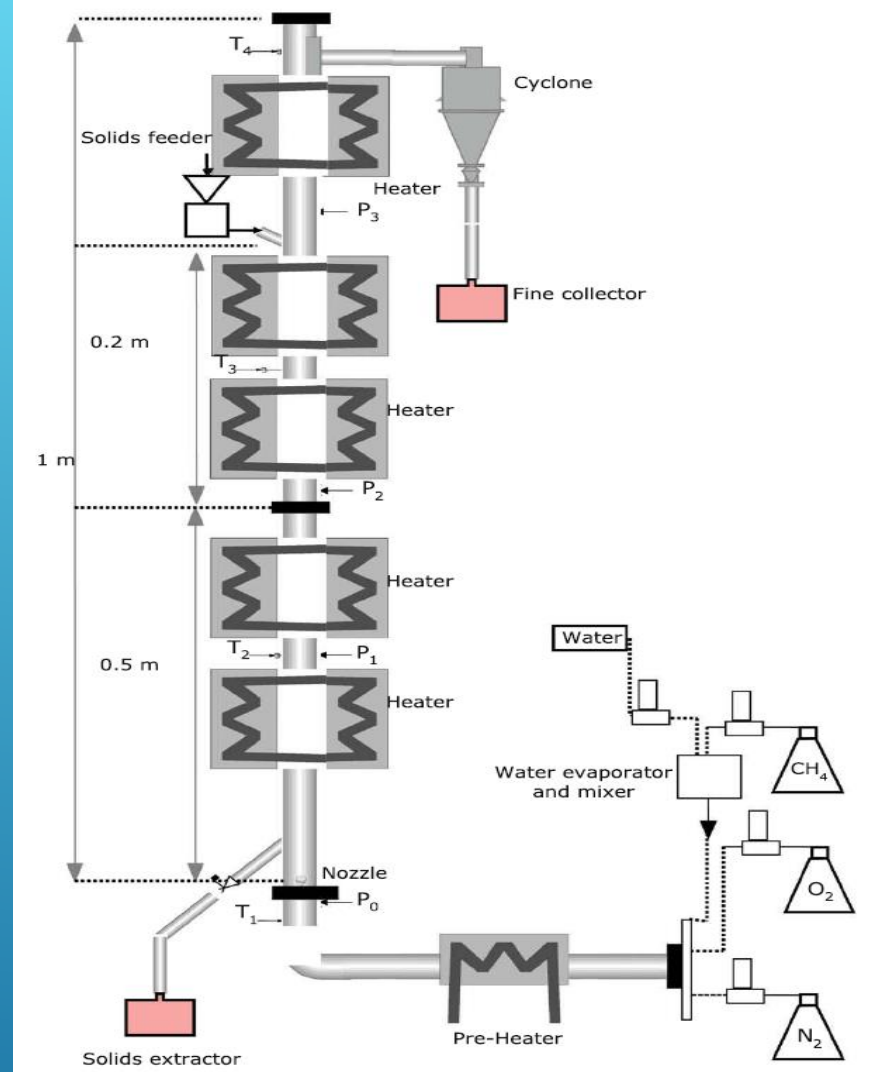 T4
Cyclone
Solids feeder
Heater
P3
Fine collector
0.2 m
T3
Heater
1 m
P2
Heater
Water
0.5 m
T2
P1
Heater
CH4
Water evaporator
and mixer
Nozzle
O2
P0
T1
N2
Pre-Heater
Solids extractor